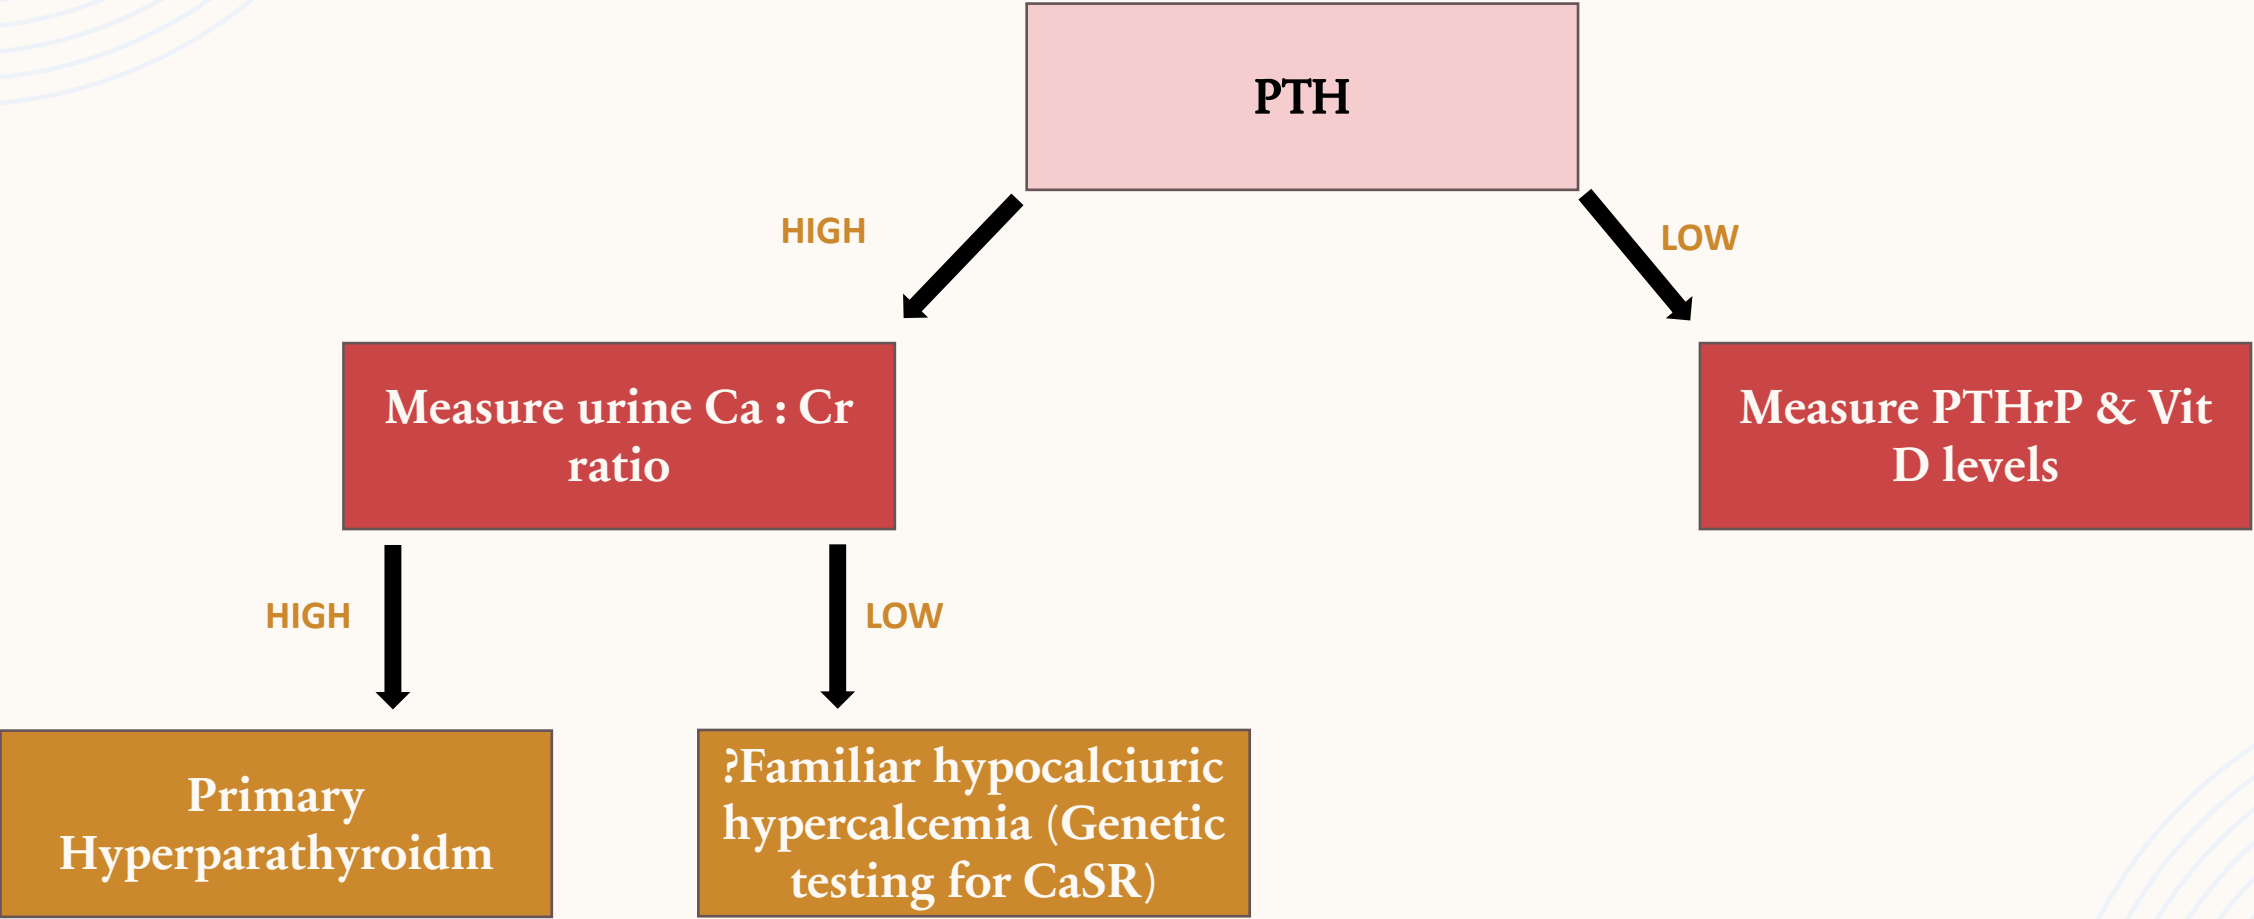 PTH
HIGH
LOW
Measure urine Ca : Cr
ratio
Measure PTHrP & Vit
D levels
HIGH
LOW
Primary
Hyperparathyroidm
?Familiar hypocalciuric
hypercalcemia (Genetic
testing for CaSR)